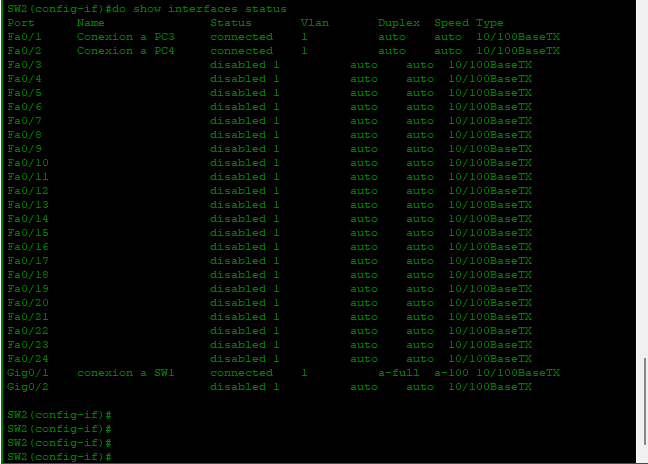 SW2(config-if)#do show interfaces status
Port Name Status Vlan Duplex Speed Type
Fa0/1 Conexion a PC3 connected 1 auto auto 10/100BaseTX
Fa0/2 Conexion a PC4 connected 1 auto auto 10/100BaseTX
Fa0/3 disabled 1 auto auto 10/100BaseTX
Fa0/4 disabled 1 auto auto 10/100BaseTX
Fa0/5 disabled 1 auto auto 10/100BaseTX
Fa0/6 disabled 1 auto auto 10/100BaseTX
Fa0/7 disabled 1 auto auto 10/100BaseTX
Fa0/8 disabled 1 auto auto 10/100BaseTX
Fa0/9 disabled 1 auto auto 10/100BaseTX
Fa0/10 disabled 1 auto auto 10/100BaseTX
Fa0/11 disabled 1 auto auto 10/100BaseTX
Fa0/12 disabled 1 auto auto 10/100BaseTX
Fa0/13 disabled 1 auto auto 10/100BaseTX
Fa0/14 disabled 1 auto auto 10/100BaseTX
Fa0/15 disabled 1 auto auto 10/100BaseTX
Fa0/16 disabled 1 auto auto 10/100BaseTX
Fa0/17 disabled 1 auto auto 10/100BaseTX
Fa0/18 disabled 1 auto auto 10/100BaseTX
Fa0/19 disabled 1 auto auto 10/100BaseTX
Fa0/20 disabled 1 auto auto 10/100BaseTX
Fa0/21 disabled 1 auto auto 10/100BaseTX
Fa0/22 disabled 1 auto auto 10/100BaseTX
Fa0/23 disabled 1 auto auto 10/100BaseTX
Fa0/24 disabled 1 auto auto 10/100BaseTX
Gig0/1 conexion a SW1 connected 1 a-full a-100 10/100BaseTX
Gig0/2 disabled 1 auto auto 10/100BaseTX
SW2(config-if)#
SW2(config-if)#
SW2(config-if)#
SW2(config-if)#